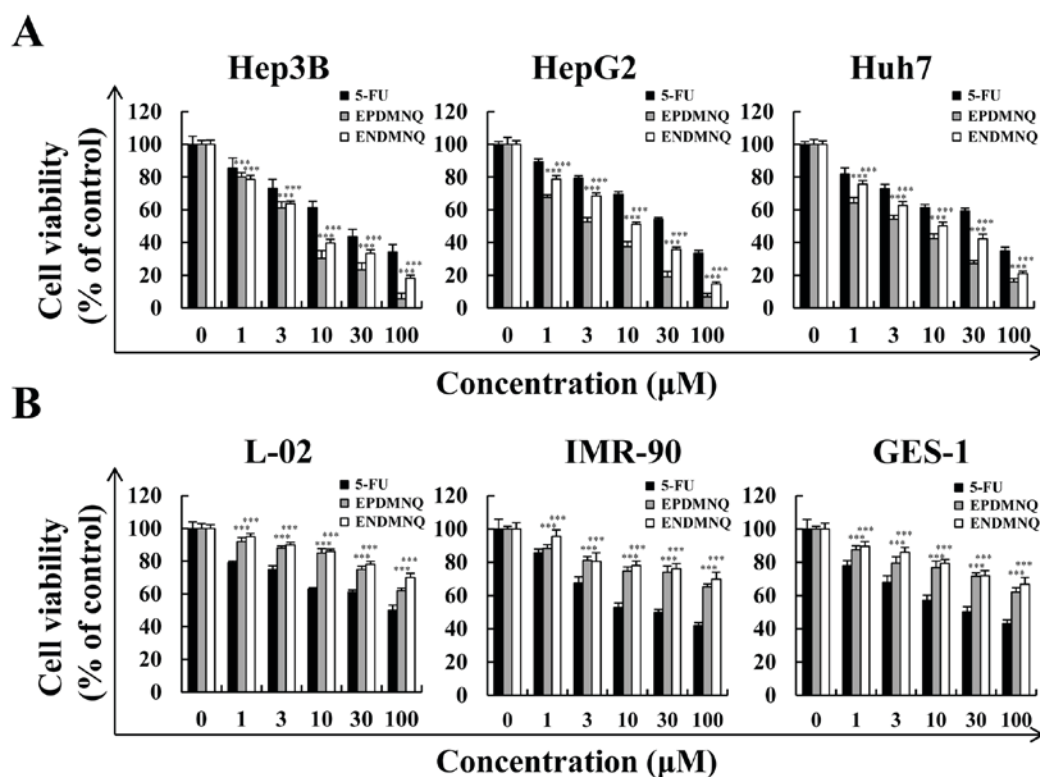 A
Hep3B HepG2 Huh7
5-FU 5-FU 5-FU
EPDMNQ EPDMNQ EPDMNQ
ENDMNQ ENDMNQ ENDMNQ
Cell viability
(% of control)
120 120 120
100 100 100
80 80 80
60 60 60
40 40 40
20 20 20
0 0 0
*** *** *** *** *** *** *** *** *** *** *** *** *** *** *** *** *** *** *** *** *** *** *** *** *** *** *** *** *** ***
0 1 3 10 30 100 0 1 3 10 30 100 0 1 3 10 30 100
Concentration (μM)
B
L-02 IMR-90 GES-1
5-FU 5-FU 5-FU
EPDMNQ EPDMNQ EPDMNQ
ENDMNQ ENDMNQ ENDMNQ
Cell viability
(% of control)
120 120 120
100 100 100
80 80 80
60 60 60
40 40 40
20 20 20
0 0 0
*** *** *** *** *** *** *** *** *** *** *** *** *** *** *** *** *** *** *** *** *** *** *** *** *** *** *** *** *** ***
0 1 3 10 30 100 0 1 3 10 30 100 0 1 3 10 30 100
Concentration (μM)